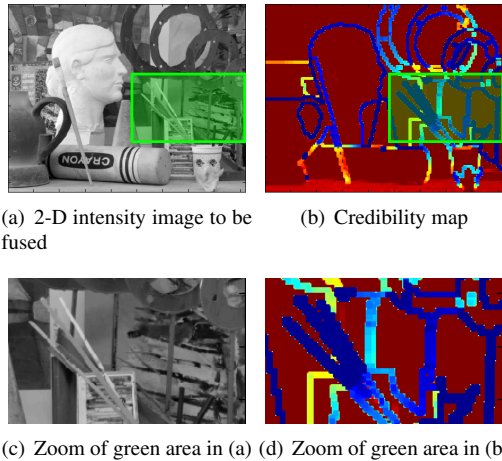 CRAYON
(a) 2-D intensity image to be fused
(b) Credibility map
(c) Zoom of green area in (a)
(d) Zoom of green area in (b